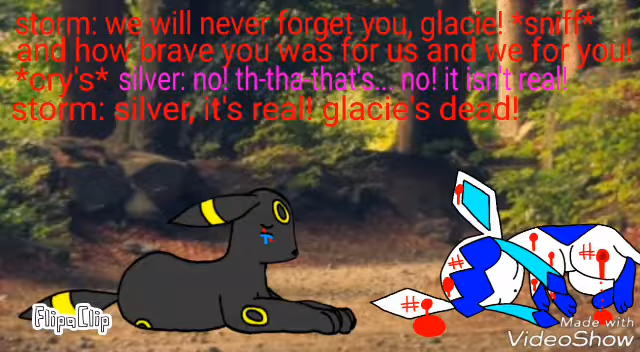 storm: we will never forget you, glacie! *sniff*
and how brave you was for us and we for you!
*cry's* silver: no! th-tha-that's... no! it isn't real!
storm: silver, it's real! glacie's dead!
FlipaClip
Made with
VideoShow